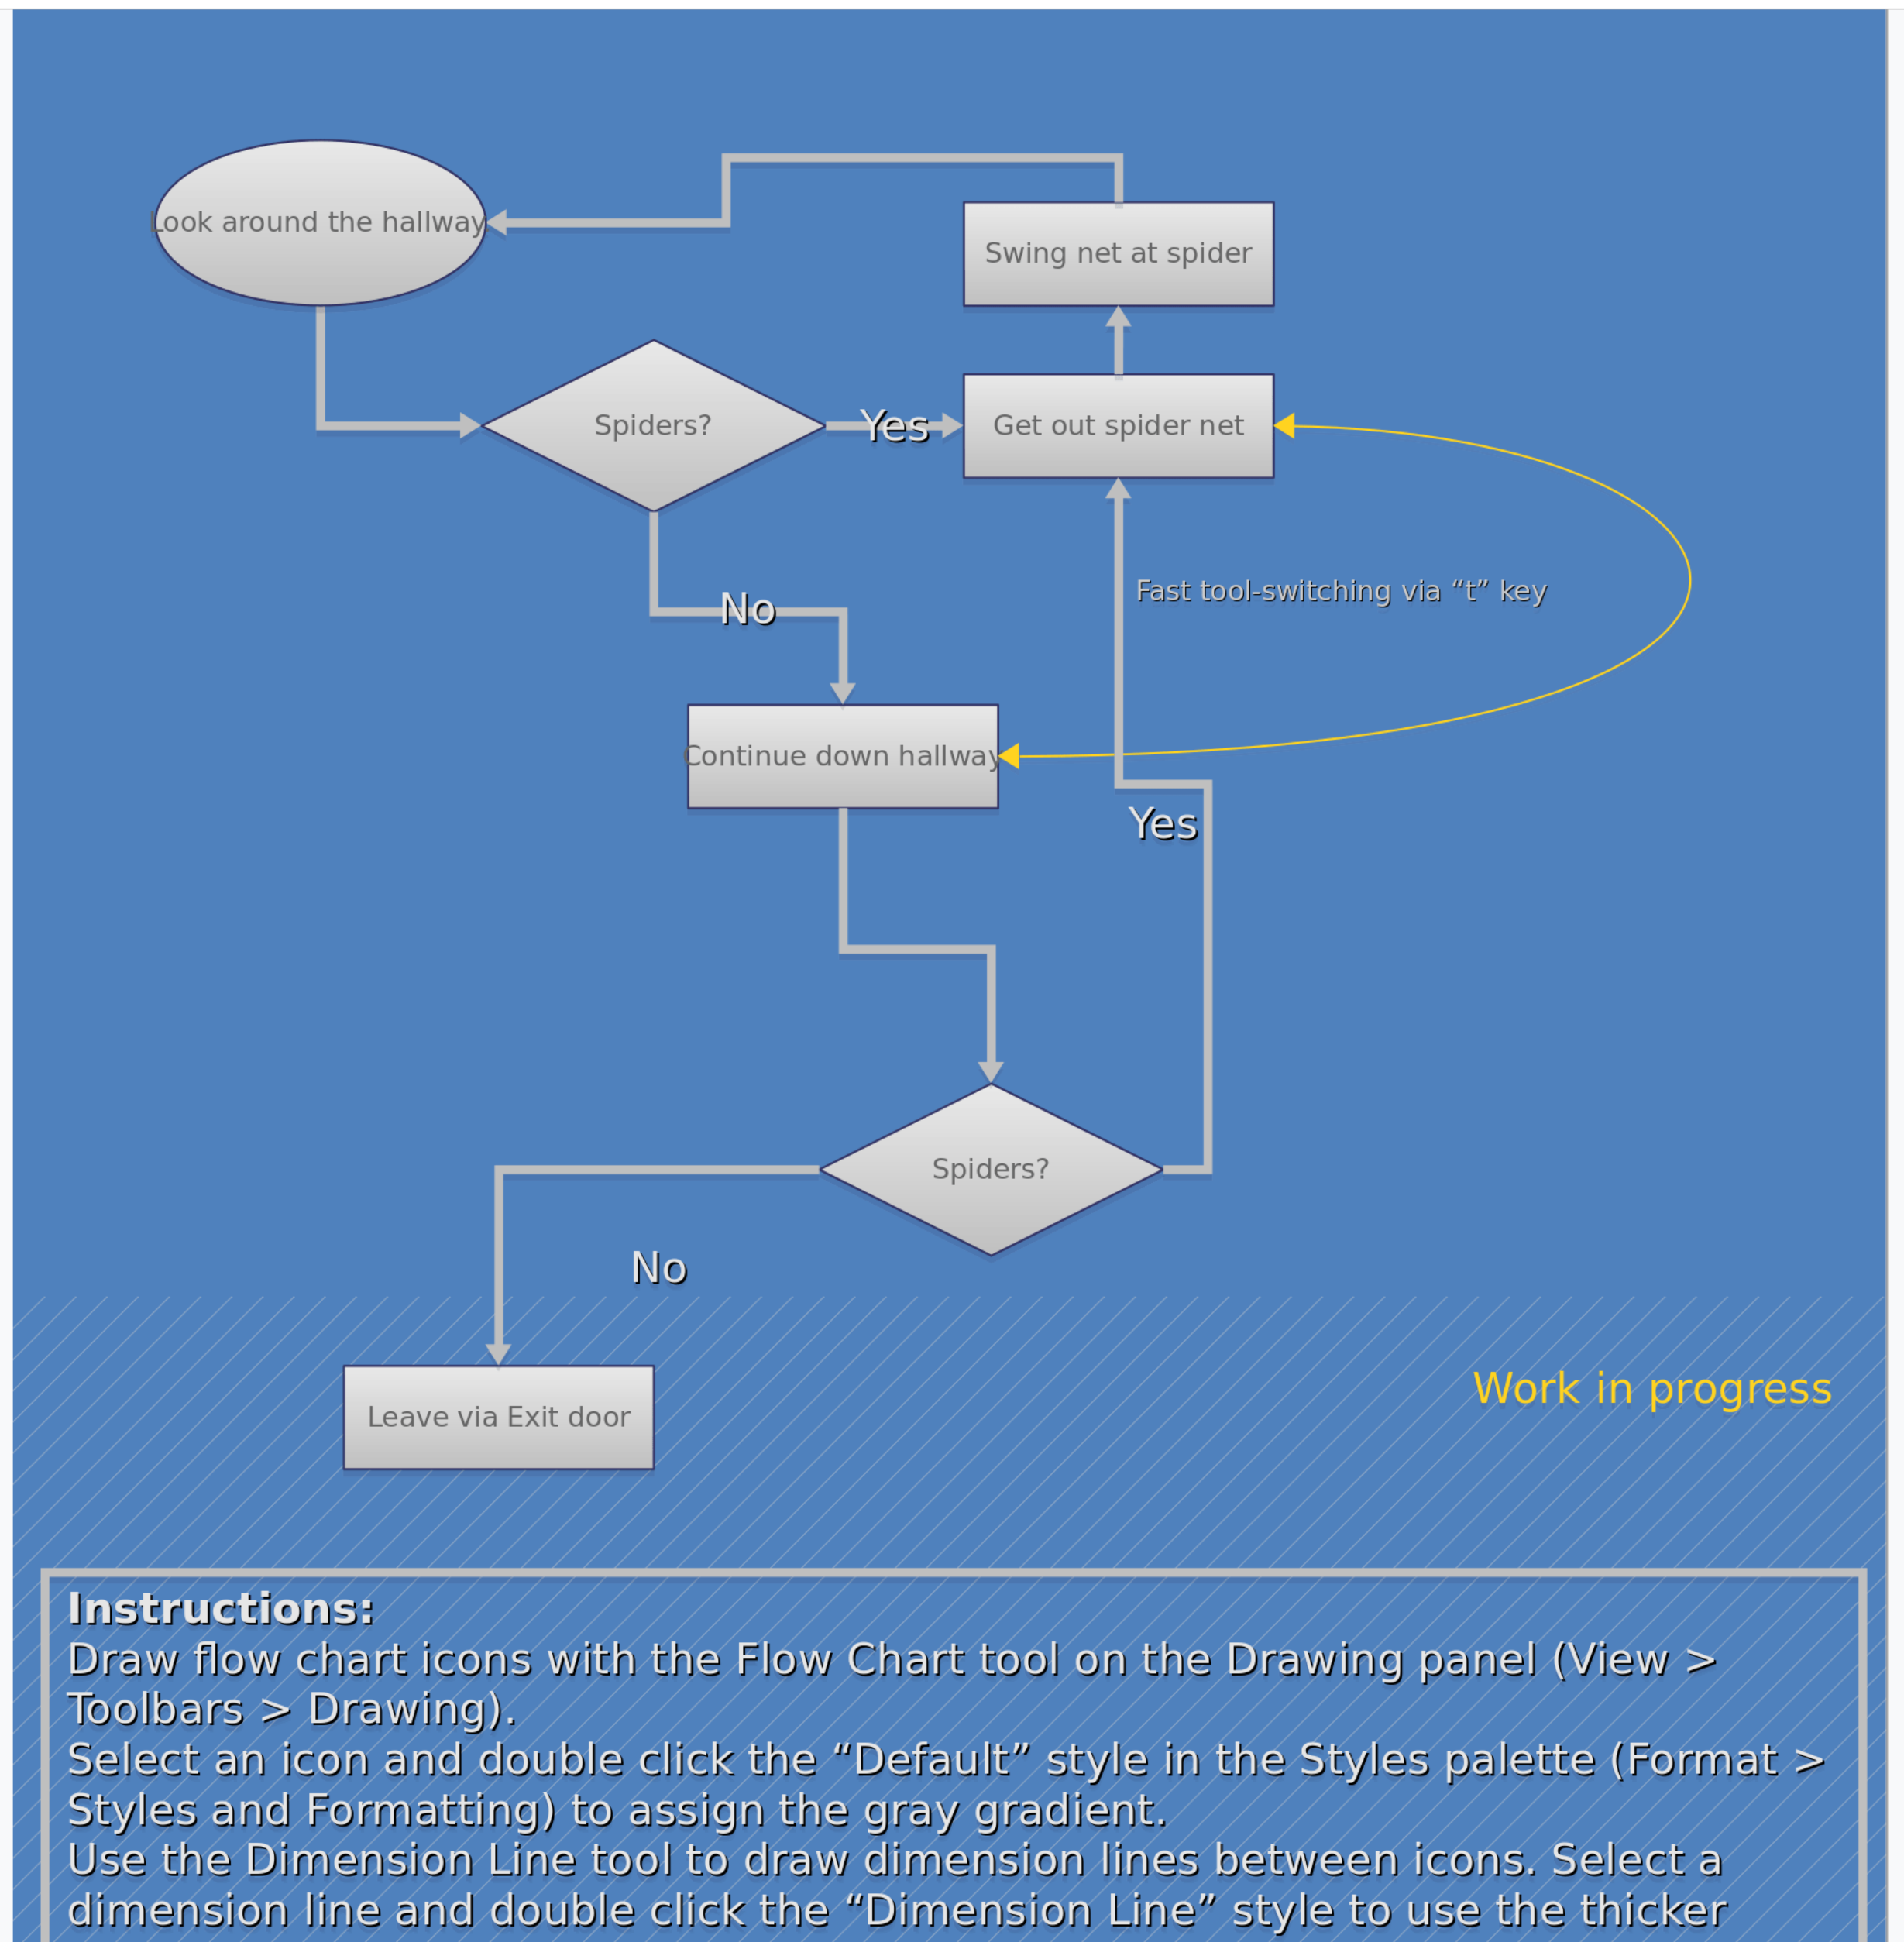 Look around the hallway
Swing net at spider
Spiders?
Yes
Get out spider net
Fast tool-switching via “t” key
No
Continue down hallway
Yes
Spiders?
No
Leave via Exit door
Work in progress
Instructions:
Draw flow chart icons with the Flow Chart tool on the Drawing panel (View >
Toolbars > Drawing).
Select an icon and double click the “Default” style in the Styles palette (Format >
Styles and Formatting) to assign the gray gradient.
Use the Dimension Line tool to draw dimension lines between icons. Select a
dimension line and double click the “Dimension Line” style to use the thicker